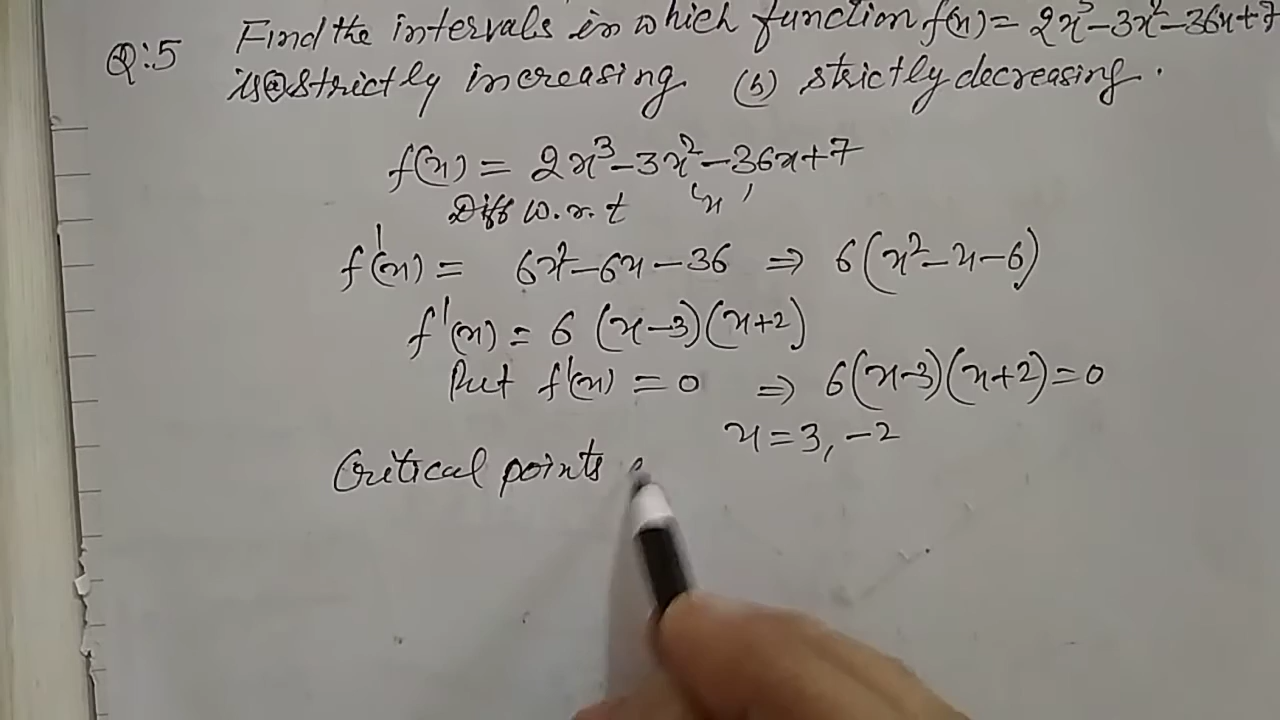 Q:5 Find the intervals in which function f(x) = 2x³-3x²-36x+7
is (a) strictly increasing. (b) strictly decreasing.
f(x) = 2x³-3x²-36x+7
Diff w.r.t 'x'
f'(x) = 6x²-6x-36 ⇒ 6(x²-x-6)
f'(x) = 6 (x-3)(x+2)
Put f'(x) = 0 ⇒ 6(x-3)(x+2)=0
x=3,-2
Critical points